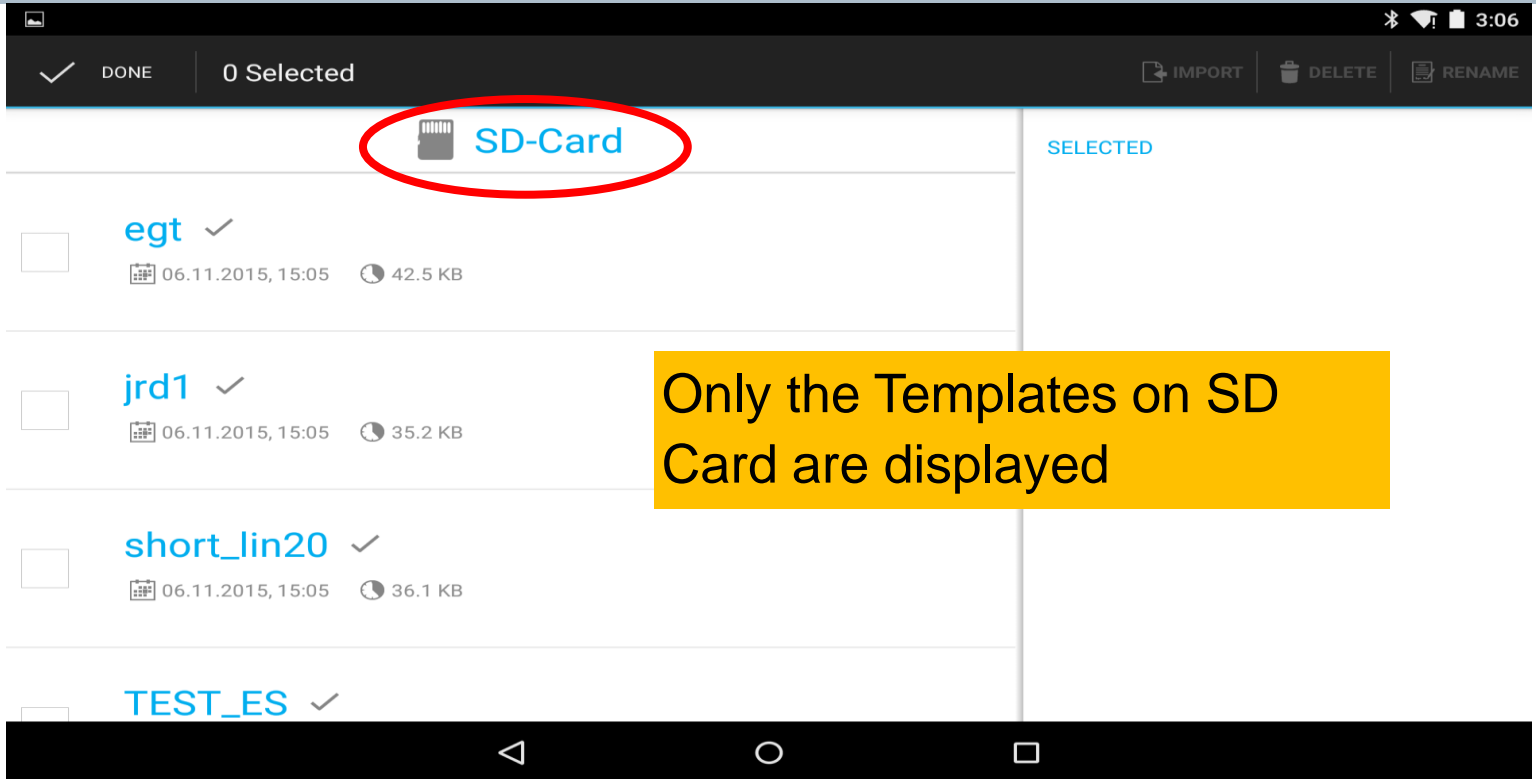 3:06
DONE 0 Selected IMPORT DELETE RENAME
SD-Card
SELECTED
egt
06.11.2015, 15:05 42.5 KB
jrd1
06.11.2015, 15:05 35.2 KB
Only the Templates on SD
Card are displayed
short_lin20
06.11.2015, 15:05 36.1 KB
TEST_ES